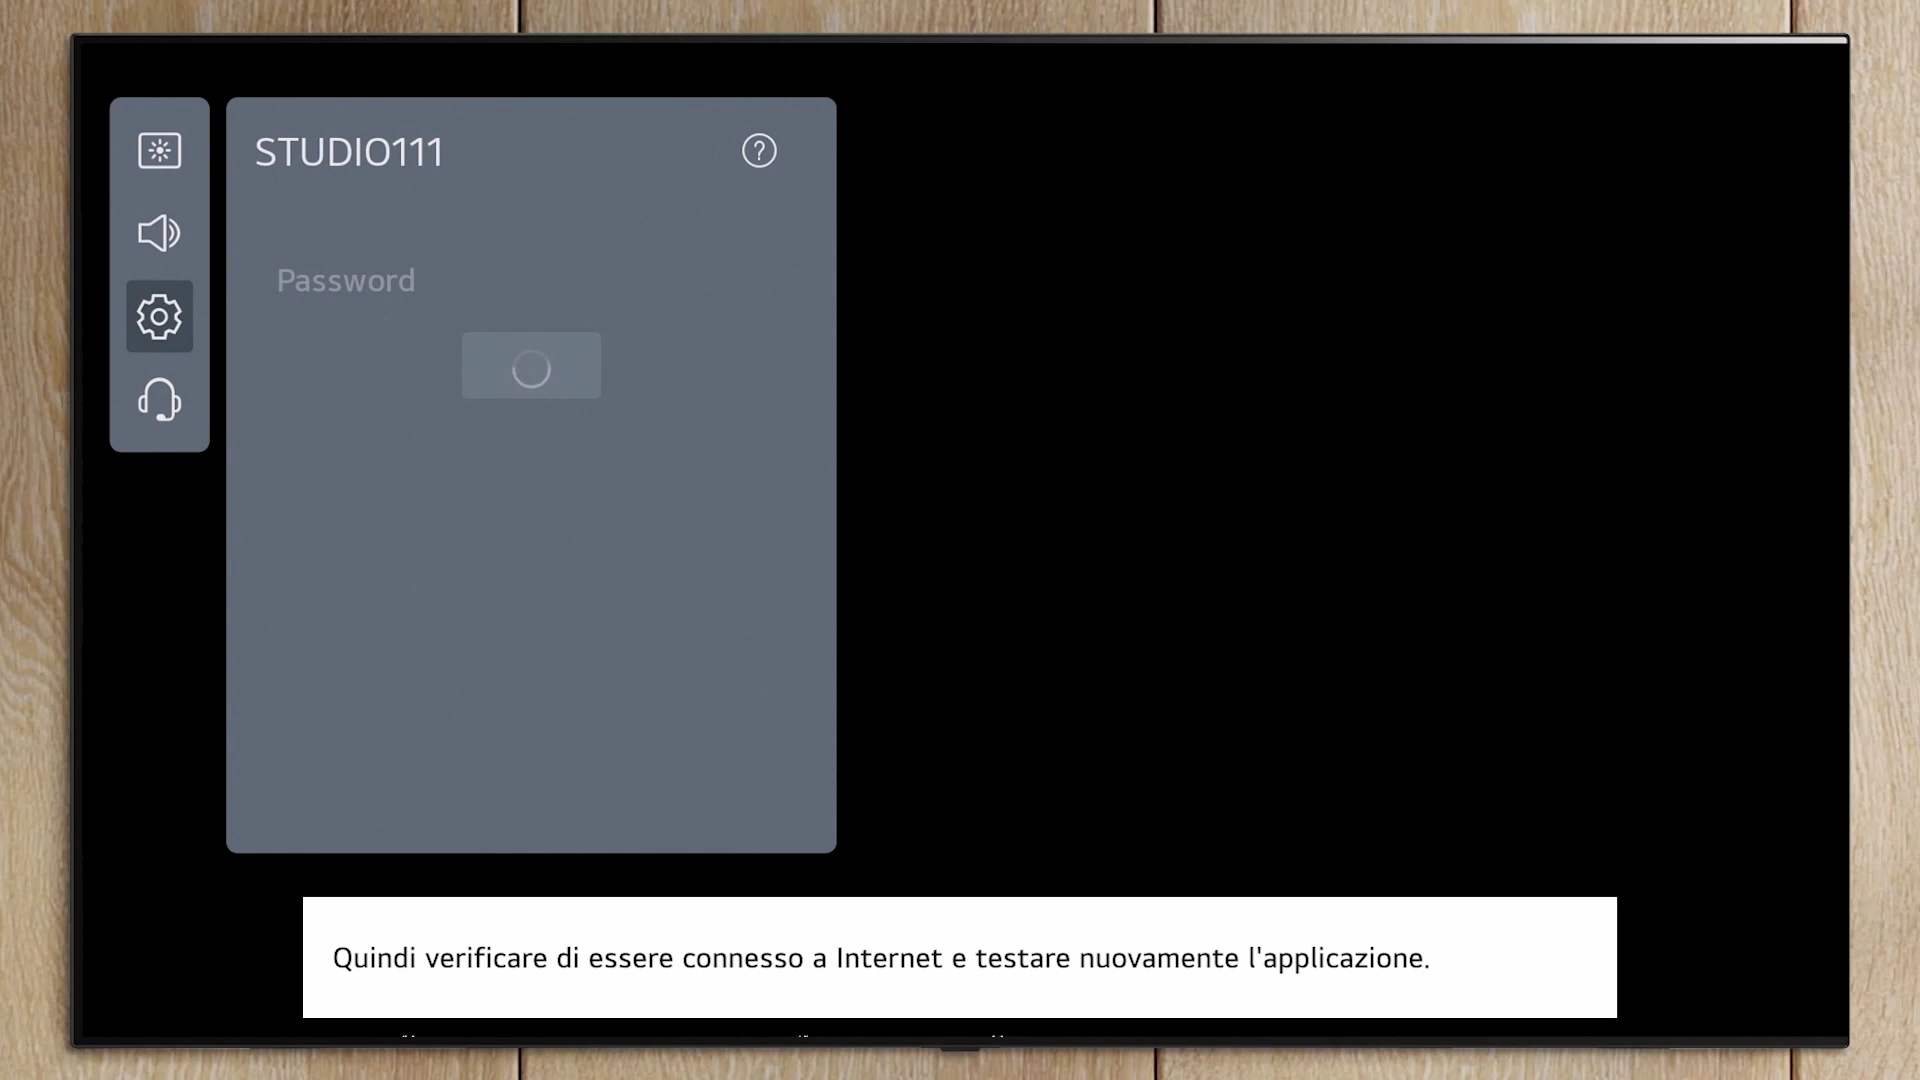 STUDIO111
Password
Quindi verificare di essere connesso a Internet e testare nuovamente l'applicazione.